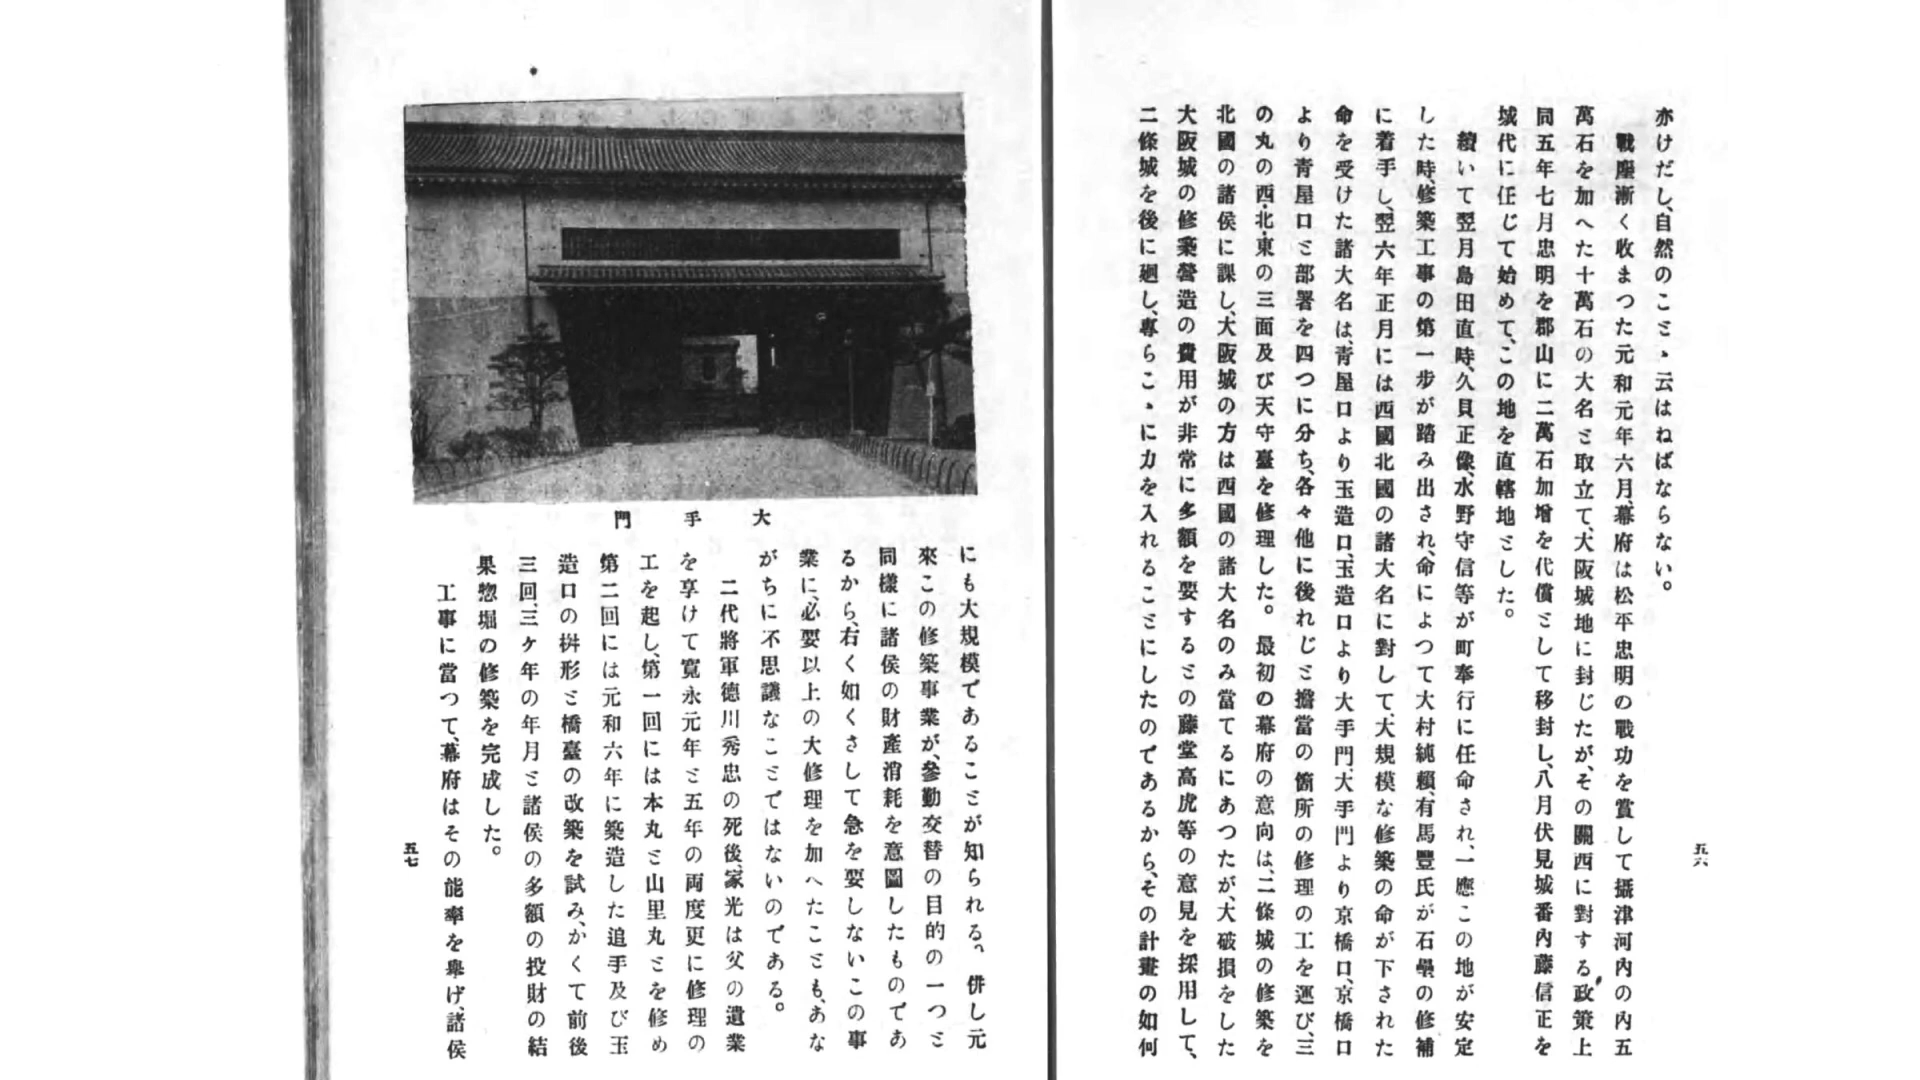 亦けだし、自然のことゝ云はねばならない。
戰塵漸く收まつた元和元年六月、幕府は松平忠明の戰功を賞して攝津河內の內五
萬石を加へた十萬石の大名と取立て、大阪城地に封じたが、その關西に對する政策上
同五年七月忠明を郡山に二萬石加增を代償として移封し、八月伏見城番內藤信正を
城代に任じて始めて、この地を直轄地とした。
續いて翌月島田直時、久貝正像、水野守信等が町奉行に任命され、一應この地が安定
した時、修築工事の第一步が踏み出され、命によつて大村純賴、有馬豐氏が石壘の修補
に着手し、翌六年正月には西國北國の諸大名に對して、大規模な修築の命が下された
命を受けた諸大名は、靑屋口より玉造口、玉造口より大手門、大手門より京橋口、京橋口
より靑屋口と部署を四つに分ち、各々他に後れじと擔當の箇所の修理の工を運び、三
の丸の西・北・東の三面及び天守臺を修理した。最初の幕府の意向は、二條城の修築を
北國の諸侯に課し、大阪城の方は西國の諸大名のみ當てるにあつたが、大破損をした
大阪城の修築營造の費用が非常に多額を要するとの藤堂高虎等の意見を採用して、
二條城を後に廻し、專らこゝに力を入れることにしたのであるから、その計畫の如何
五六
大手門
にも大規模であることが知られる。併し元
來この修築事業が、參勤交替の目的の一つと
同樣に諸侯の財產消耗を意圖したものであ
るから、右く如くさして急を要しないこの事
業に、必要以上の大修理を加へたことも、あな
がちに不思議なことではないのである。
二代將軍德川秀忠の死後、家光は父の遺業
を享けて寬永元年と五年の兩度更に修理の
工を起し、第一回には本丸と山里丸とを修め
第二回には元和六年に築造した追手及び玉
造口の桝形と橋臺の改築を試み、かくて前後
三回、三ケ年の年月と諸侯の多額の投財の結
果惣堀の修築を完成した。
工事に當つて、幕府はその能率を擧げ、諸侯
五七